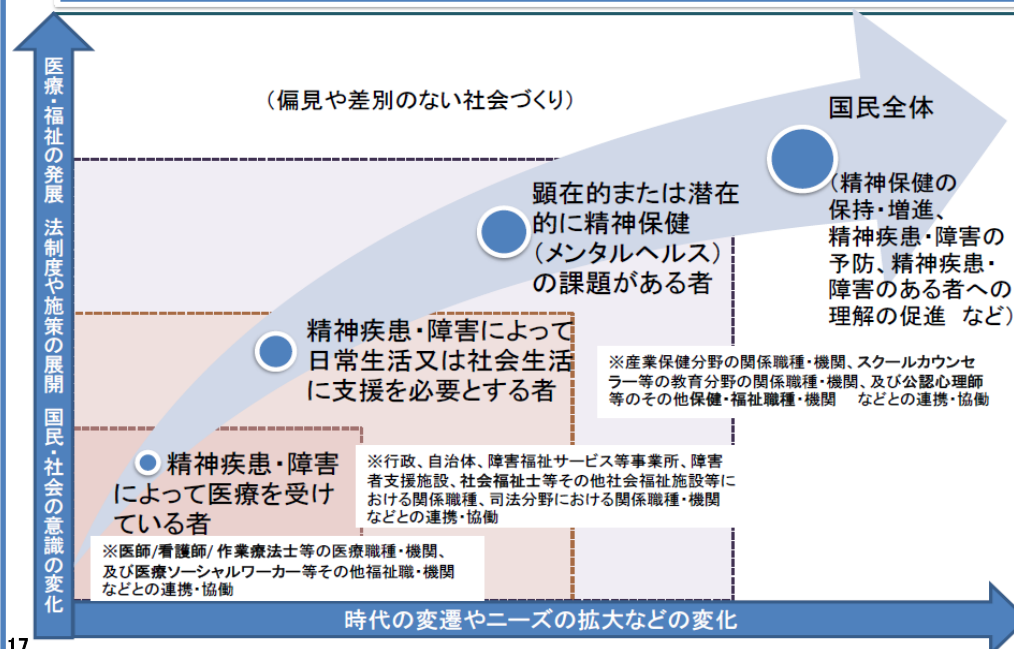 医療・福祉の発展　法制度や施策の展開　国民・社会の意識の変化
（偏見や差別のない社会づくり）
国民全体
（精神保健の
保持・増進、
精神疾患・障害の
予防、精神疾患・
障害のある者への
理解の促進　など）
顕在的または潜在
的に精神保健
（メンタルヘルス）
の課題がある者
※産業保健分野の関係職種・機関、スクールカウンセ
ラー等の教育分野の関係職種・機関、及び公認心理師
等のその他保健・福祉職種・機関　などとの連携・協働
精神疾患・障害によって
日常生活又は社会生活
に支援を必要とする者
※行政、自治体、障害福祉サービス等事業所、障害
者支援施設、社会福祉士等その他社会福祉施設等に
おける関係職種、司法分野における関係職種・機関
などとの連携・協働
精神疾患・障害
によって医療を受け
ている者
※医師/看護師/ 作業療法士等の医療職種・機関、
及び医療ソーシャルワーカー等その他福祉職・機関
などとの連携・協働
時代の変遷やニーズの拡大などの変化
17